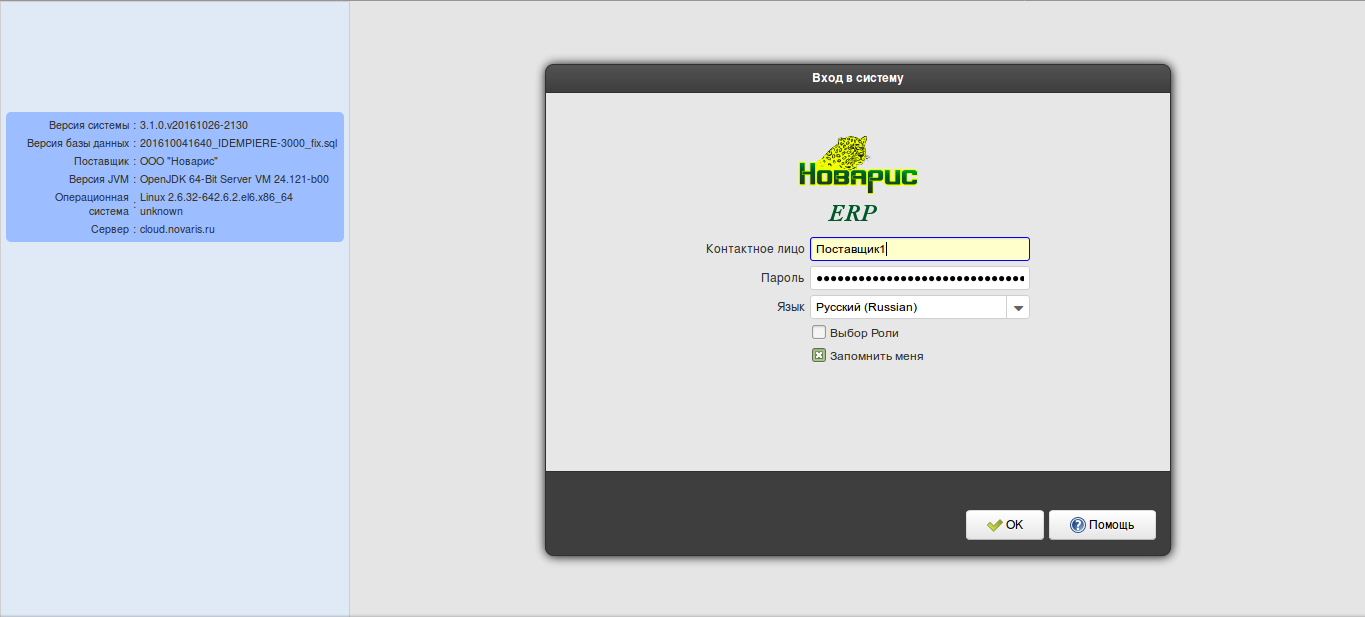 Версия системы : 3.1.0.v20161026-2130
Версия базы данных : 201610041640_IDEMPIERE-3000_fix.sql
Поставщик : ООО "Новарис"
Версия JVM : OpenJDK 64-Bit Server VM 24.121-b00
Операционная система : Linux 2.6.32-642.6.2.el6.x86_64 unknown
Сервер : cloud.novaris.ru
Вход в систему
Новарис
ERP
Контактное лицо Поставщик1
Пароль
Язык Русский (Russian)
Выбор Роли
Запомнить меня
OK Помощь